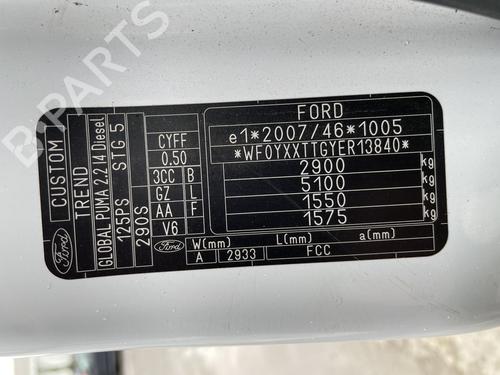 FORD
e1*2007/46*1005
*WF0YXXTTGYER13840*
2900 kg
5100 kg
1550 kg
1575 kg
CYFF
0.50
3CC B
GZ L
AA F
V6
Ford W(mm) L(mm) a(mm)
A 2933 FCC
CUSTOM
TREND
GLOBAL PUMA 2.2 I4 Diesel
STG 5
125PS
290S
Ford
B-PARTS